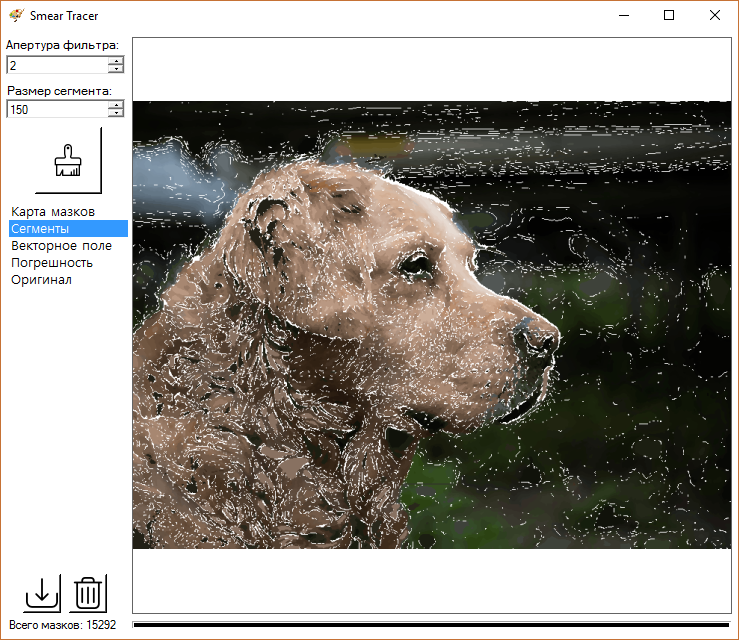 Smear Tracer
Апертура фильтра:
2
Размер сегмента:
150
Карта мазков
Сегменты
Векторное поле
Погрешность
Оригинал
Всего мазков: 15292